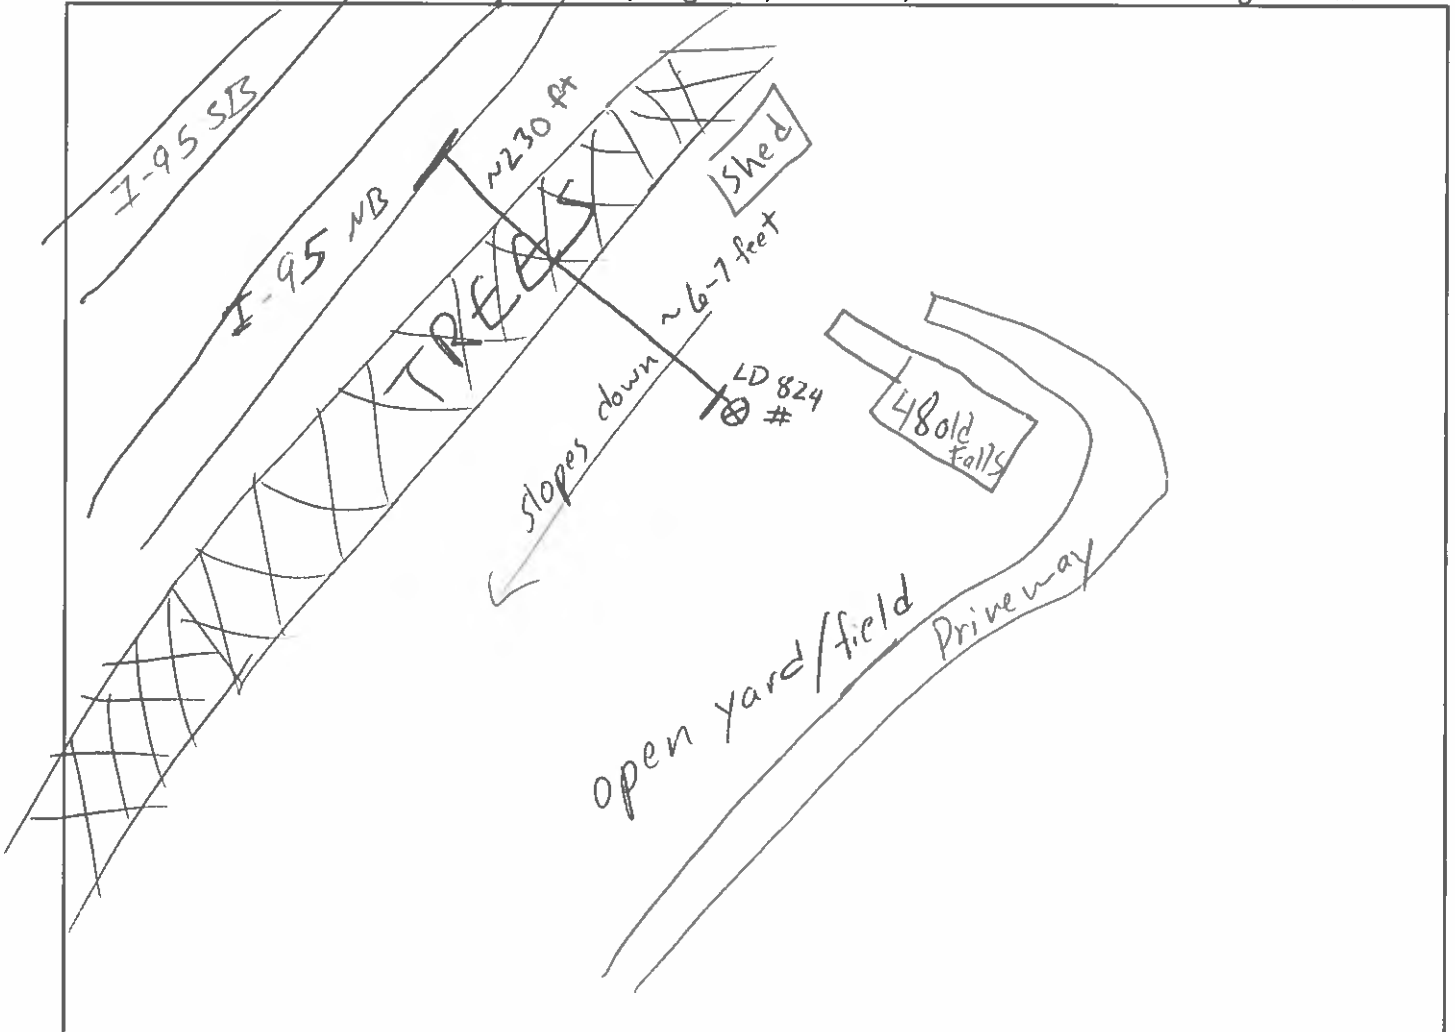 I-95 SB
I-95 NB
~230 ft
TREES
Shed
~6-7 feet
slopes down
LD 824
#
48 old
Falls
open yard/field
Driveway